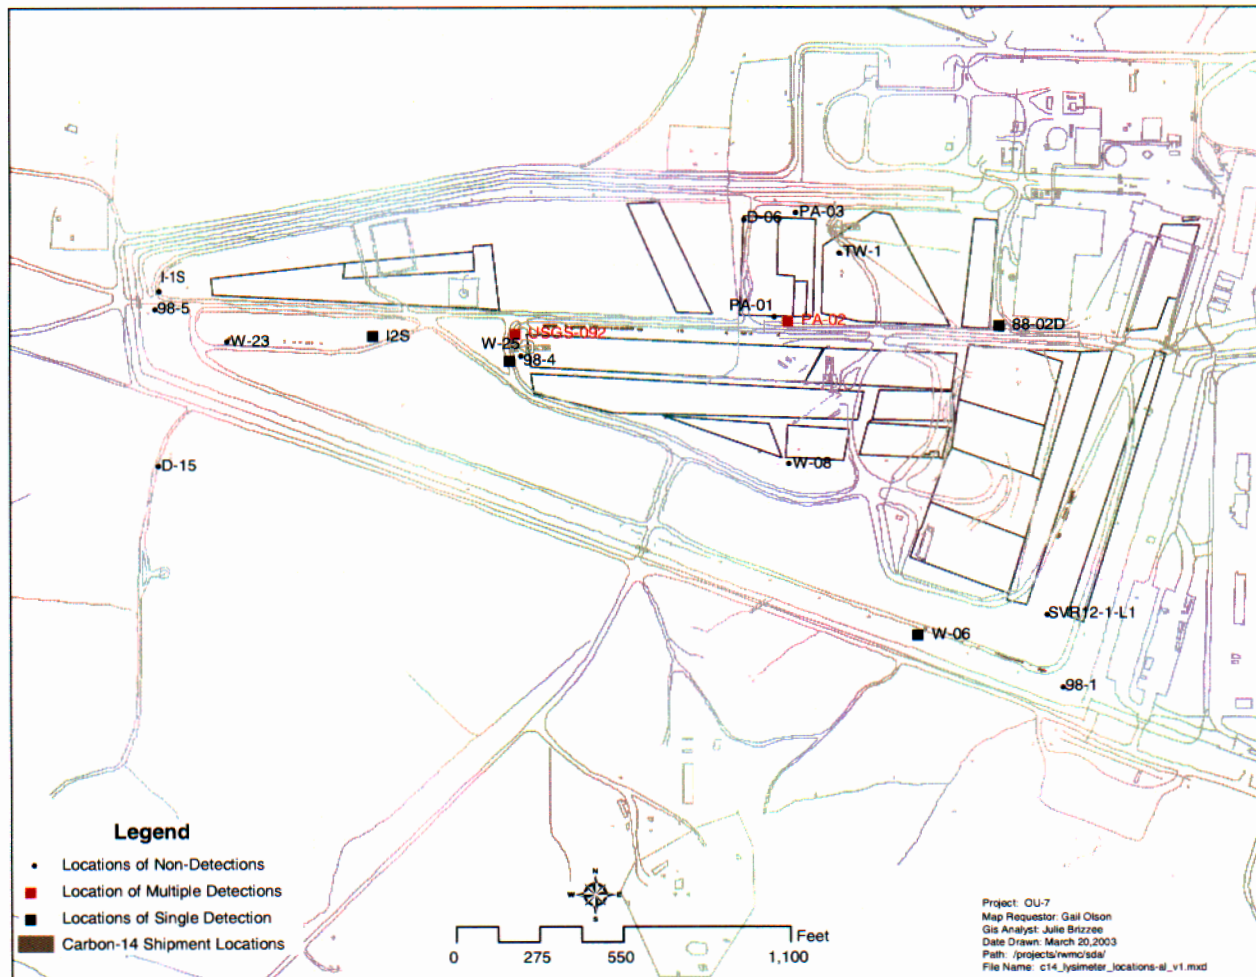 D-06
PA-03
TW-1
I-1S
98-5
PA-01
PA-02
88-02D
USGS-092
W-23
I2S
W-25
98-4
D-15
W-08
SVR12-1-L1
W-06
98-1
Legend
Locations of Non-Detections
Location of Multiple Detections
Locations of Single Detection
Carbon-14 Shipment Locations
N
W E
S
Feet
0 275 550 1,100
Project: OU-7
Map Requestor: Gail Olson
Gis Analyst: Julie Brizzee
Date Drawn: March 20,2003
Path: /projects/rwmc/sda/
File Name: c14_lysimeter_locations-al_v1.mxd